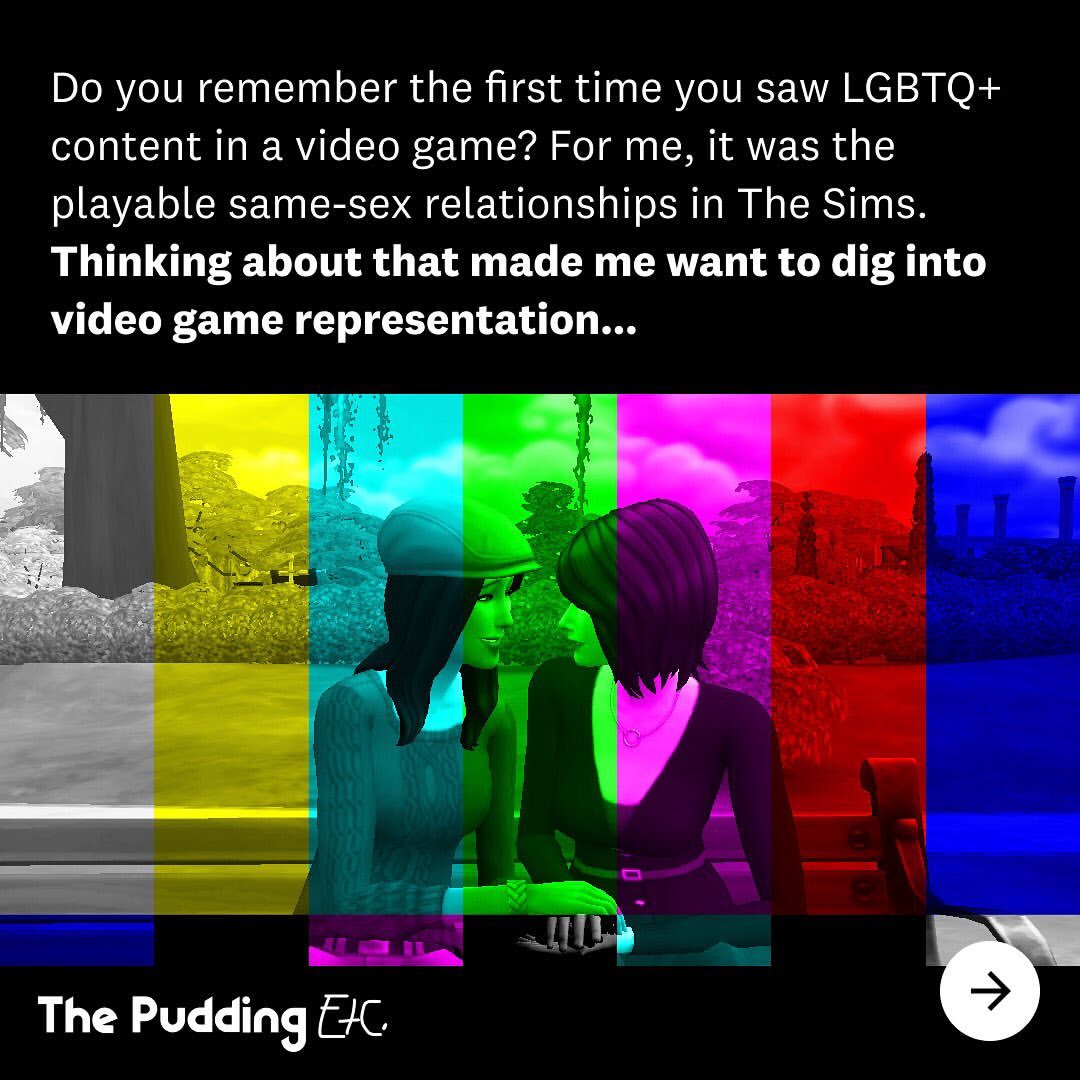 Do you remember the first time you saw LGBTQ+
content in a video game? For me, it was the
playable same-sex relationships in The Sims.
Thinking about that made me want to dig into
video game representation...
The Pudding Etc.